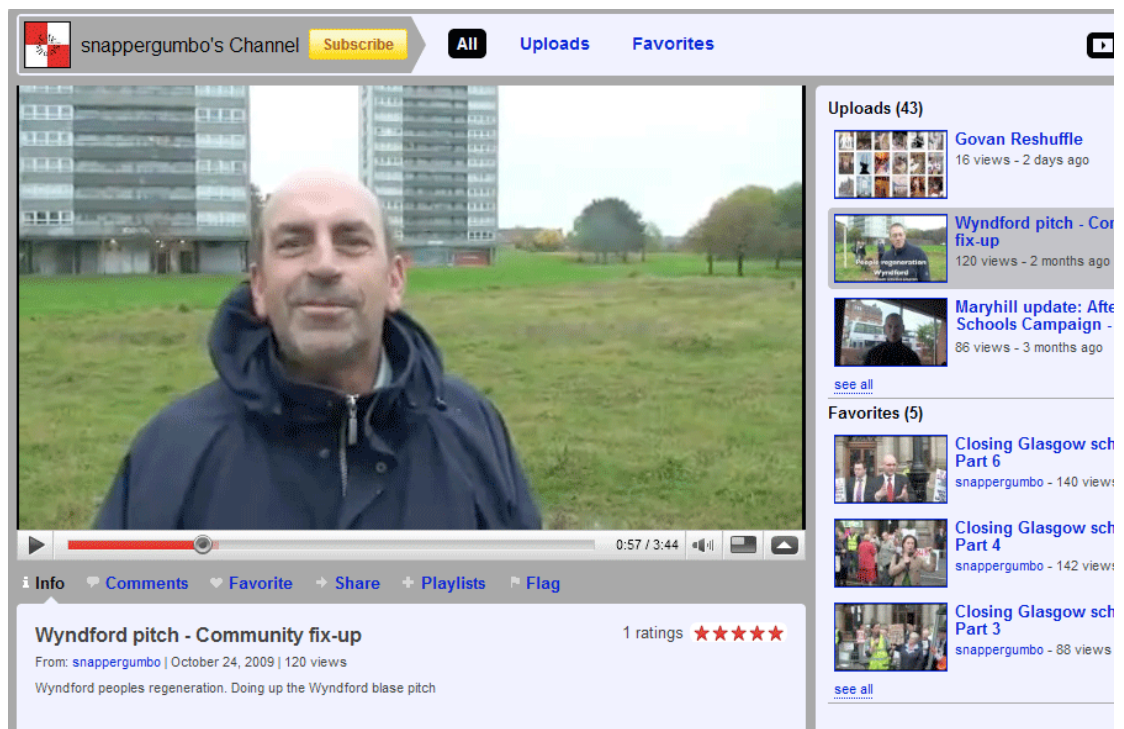 snappergumbo's Channel
Subscribe
All
Uploads
Favorites
Uploads (43)
Govan Reshuffle
16 views - 2 days ago
People regeneration
Wyndford
Wyndford pitch - Cor
fix-up
120 views - 2 months ago
Maryhill update: Afte
Schools Campaign -
86 views - 3 months ago
see all
Favorites (5)
Closing Glasgow sch
Part 6
snappergumbo - 140 views
Closing Glasgow sch
Part 4
snappergumbo - 142 views
Closing Glasgow sch
Part 3
snappergumbo - 88 views
see all
0:57 / 3:44
Info
Comments
Favorite
Share
Playlists
Flag
Wyndford pitch - Community fix-up
1 ratings
From: snappergumbo | October 24, 2009 | 120 views
Wyndford peoples regeneration. Doing up the Wyndford blase pitch